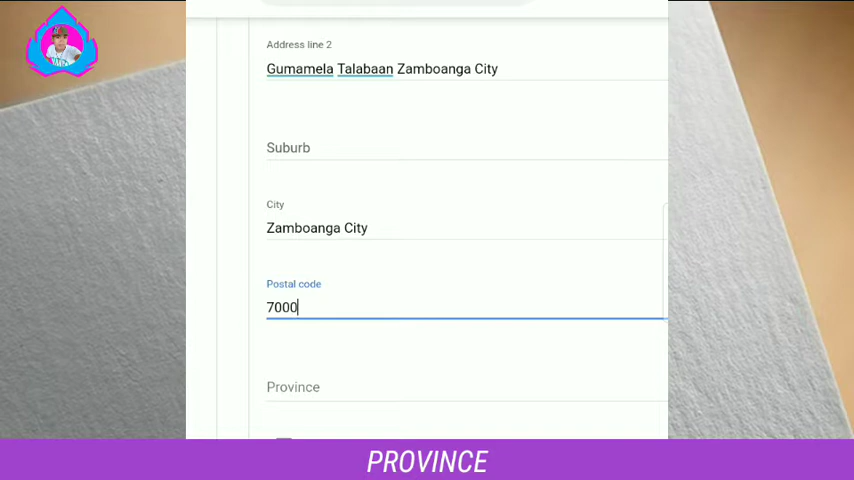 Address line 2
Gumamela Talabaan Zamboanga City
Suburb
City
Zamboanga City
Postal code
7000
Province
PROVINCE